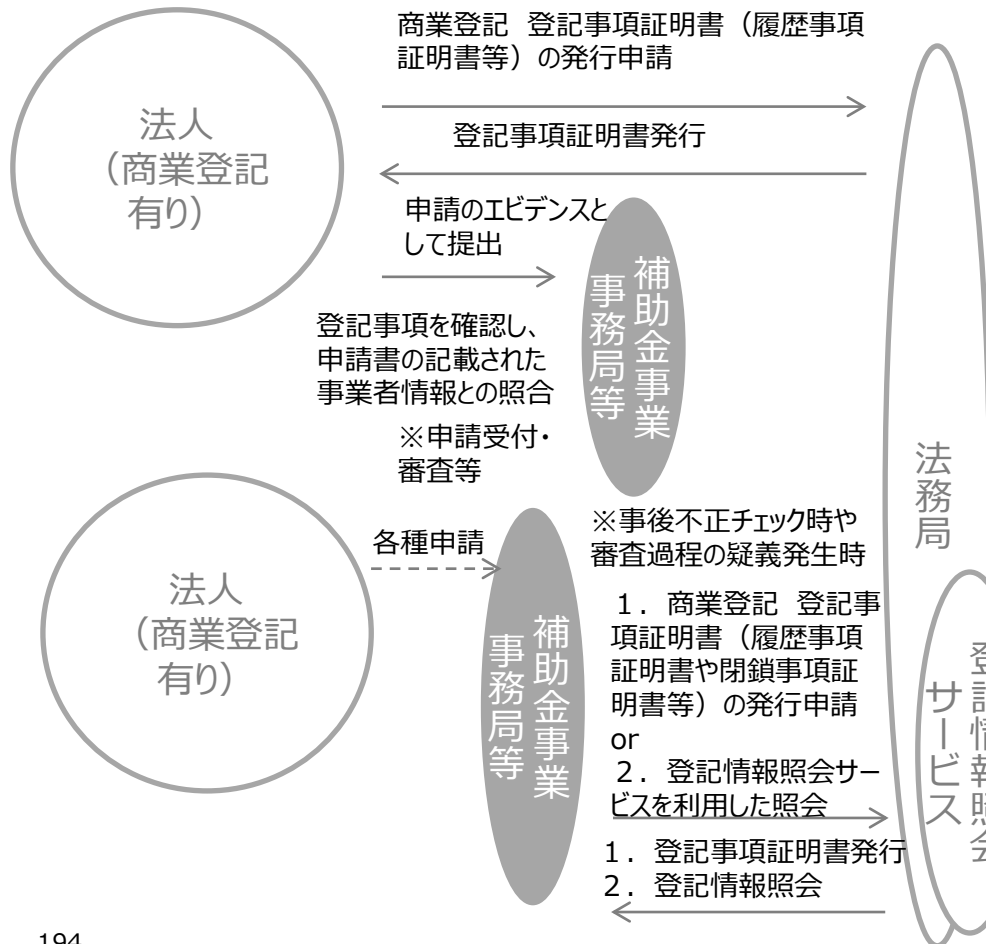 商業登記 登記事項証明書（履歴事項
証明書等）の発行申請
法人
（商業登記
有り）
登記事項証明書発行
申請のエビデンスと
して提出
補助金事業
事務局等
登記事項を確認し、
申請書の記載された
事業者情報との照合
※申請受付・
審査等
法務局
各種申請
※事後不正チェック時や
審査過程の疑義発生時
法人
（商業登記
有り）
補助金事業
事務局等
１．商業登記 登記事
項証明書（履歴事項
証明書や閉鎖事項証
明書等）の発行申請
or
２．登記情報照会サー
ビスを利用した照会
登記情報照会
サービス
１．登記事項証明書発行
２．登記情報照会
194